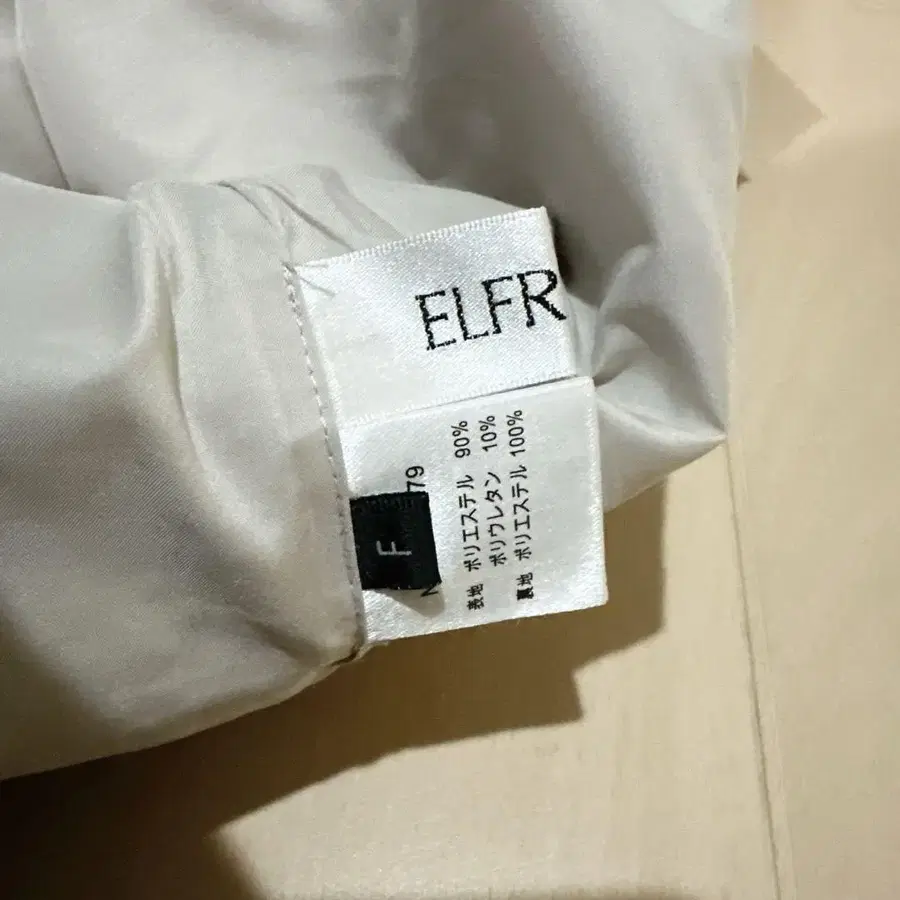 ELFR
79
F
表地 ポリエステル 90%
ポリウレタン 10%
裏地 ポリエステル 100%